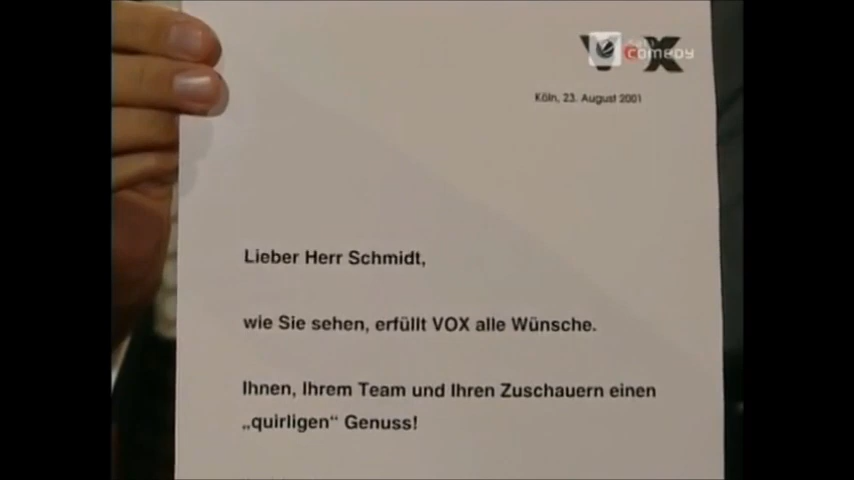 VOX
comedy
Köln, 23. August 2001
Lieber Herr Schmidt,
wie Sie sehen, erfüllt VOX alle Wünsche.
Ihnen, Ihrem Team und Ihren Zuschauern einen
„quirligen“ Genuss!